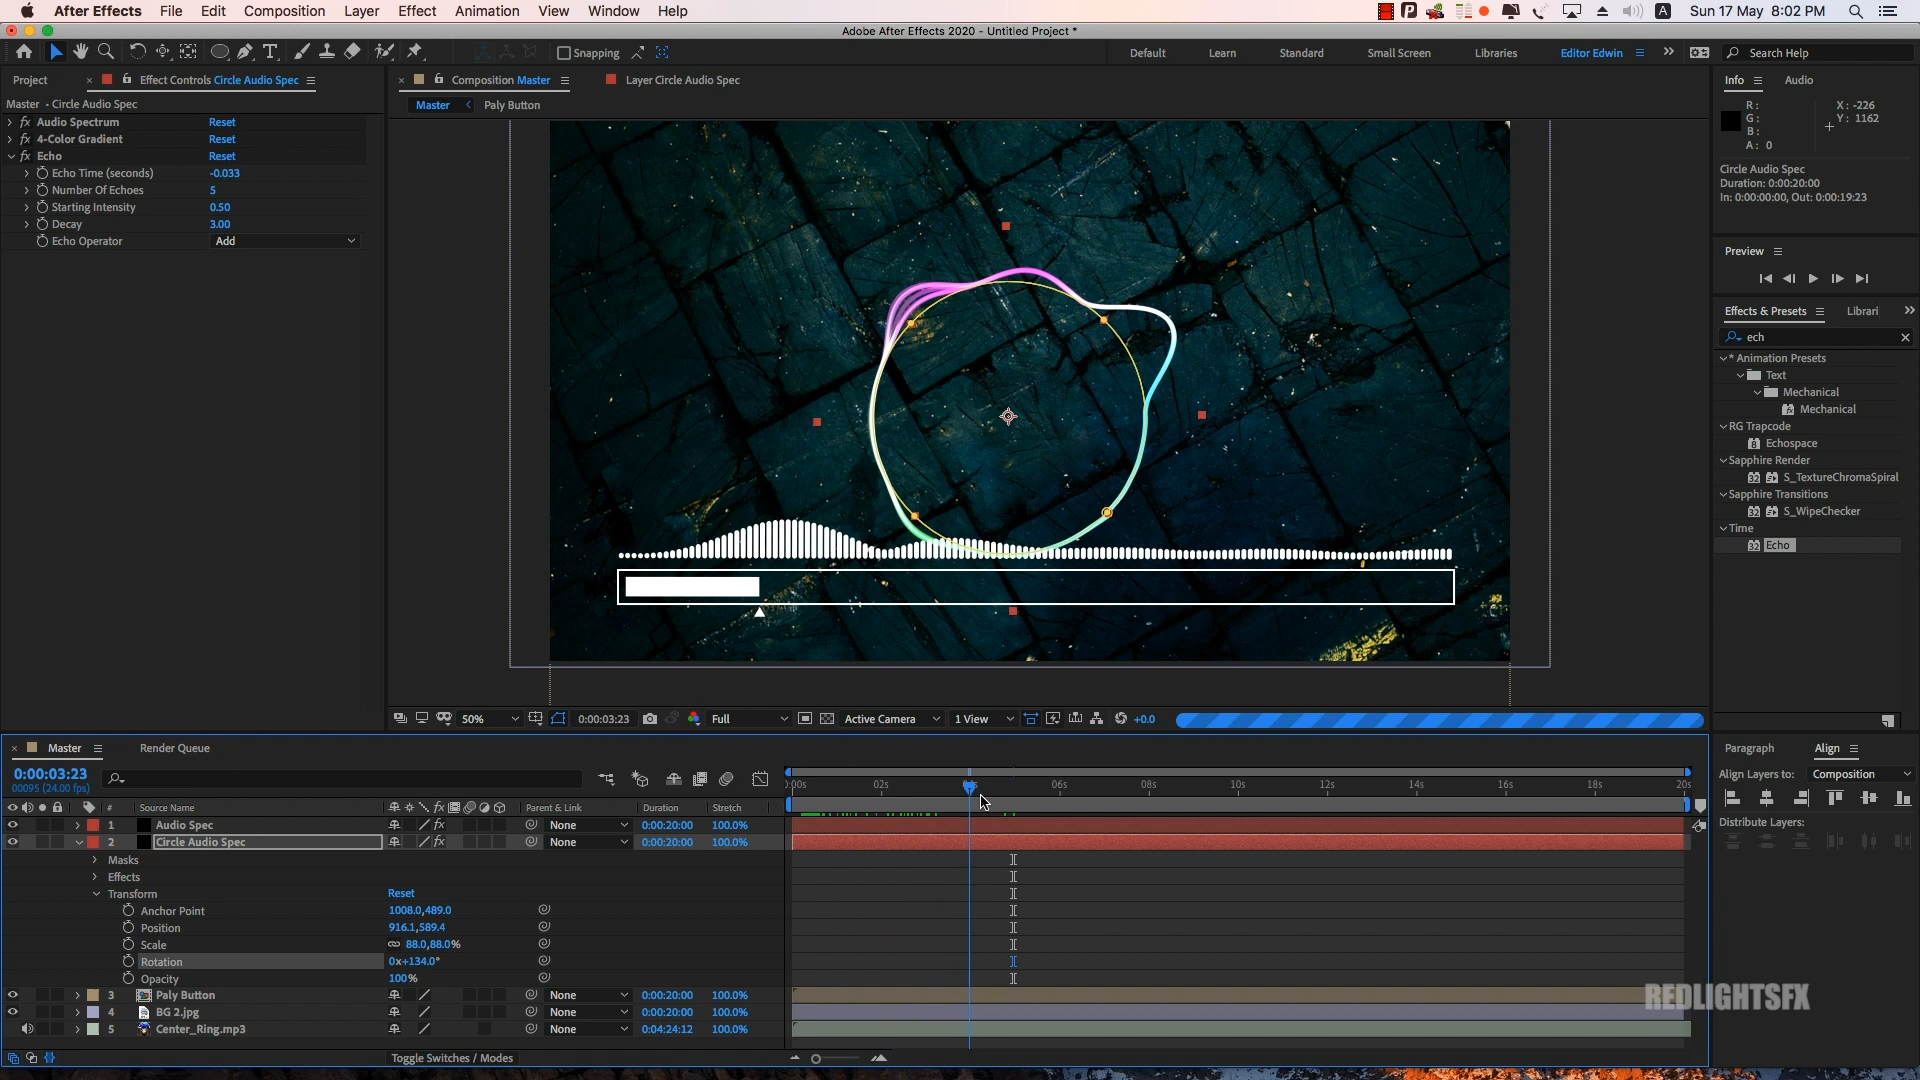 After Effects File Edit Composition Layer Effect Animation View Window Help
A Sun 17 May 8:02 PM
Adobe After Effects 2020 - Untitled Project *
Snapping Default Learn Standard Small Screen Libraries Editor Edwin Search Help
Project Effect Controls Circle Audio Spec Composition Master Layer Circle Audio Spec Info Audio
Master • Circle Audio Spec
Master Paly Button
fx Audio Spectrum Reset
fx 4-Color Gradient Reset
fx Echo Reset
Echo Time (seconds) -0.033
Number Of Echoes 5
Starting Intensity 0.50
Decay 3.00
Echo Operator Add
R :
G :
B :
A : 0
X : -226
Y : 1162
Circle Audio Spec
Duration: 0:00:20:00
In: 0:00:00:00, Out: 0:00:19:23
Preview
Effects & Presets Librari
ech
* Animation Presets
Text
Mechanical
Mechanical
RG Trapcode
Echospace
Sapphire Render
S_TextureChromaSpiral
Sapphire Transitions
S_WipeChecker
Time
Echo
50% 0:00:03:23 Full Active Camera 1 View +0.0
Master Render Queue
0:00:03:23
00095 (24.00 fps)
# Source Name Parent & Link Duration Stretch
:00s 02s 06s 08s 10s 12s 14s 16s 18s 20s
1 Audio Spec fx None 0:00:20:00 100.0%
2 Circle Audio Spec fx None 0:00:20:00 100.0%
Masks
Effects
Transform Reset
Anchor Point 1008.0,489.0
Position 916.1,589.4
Scale 88.0,88.0%
Rotation 0x+134.0°
Opacity 100%
3 Paly Button None 0:00:20:00 100.0%
4 BG 2.jpg None 0:00:20:00 100.0%
5 Center_Ring.mp3 None 0:04:24:12 100.0%
Toggle Switches / Modes
Paragraph Align
Align Layers to: Composition
Distribute Layers:
REDLIGHTSFX